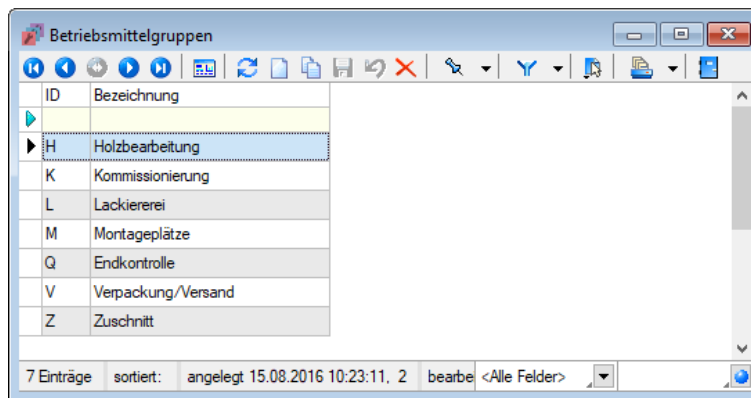 Betriebsmittelgruppen
ID Bezeichnung
H Holzbearbeitung
K Kommissionierung
L Lackiererei
M Montageplätze
Q Endkontrolle
V Verpackung/Versand
Z Zuschnitt
7 Einträge sortiert: angelegt 15.08.2016 10:23:11, 2 bearbe <Alle Felder>